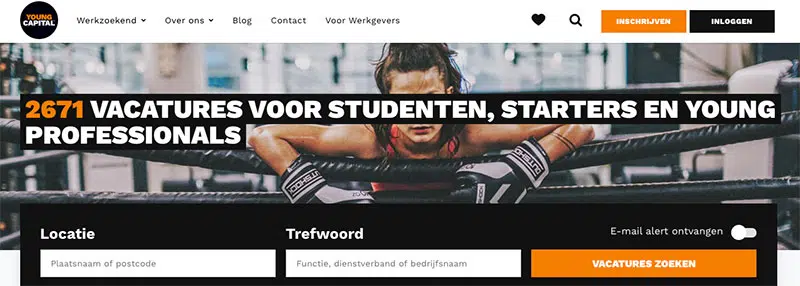 YOUNG
CAPITAL
Werkzoekend
Over ons
Blog
Contact
Voor Werkgevers
INSCHRIJVEN
INLOGGEN
2671 VACATURES VOOR STUDENTEN, STARTERS EN YOUNG
PROFESSIONALS
Locatie
Trefwoord
E-mail alert ontvangen
Plaatsnaam of postcode
Functie, dienstverband of bedrijfsnaam
VACATURES ZOEKEN